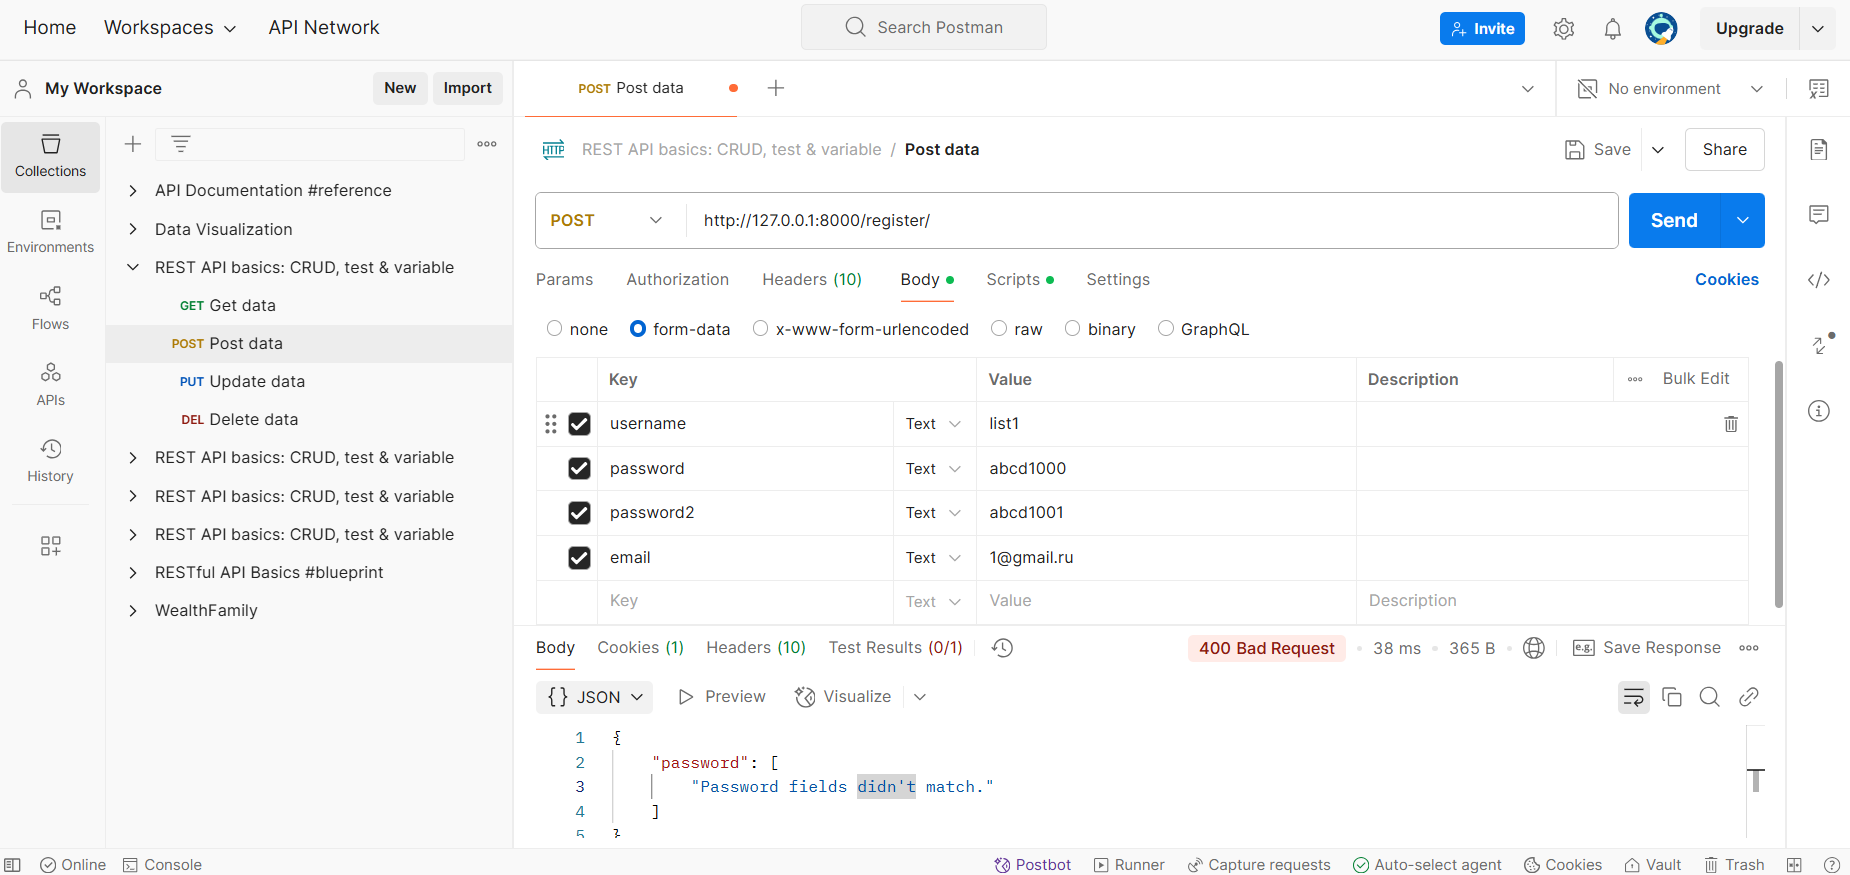 Home Workspaces API Network Search Postman Invite Upgrade
My Workspace New Import POST Post data No environment
Collections
Environments
Flows
APIs
History
API Documentation #reference
Data Visualization
REST API basics: CRUD, test & variable
GET Get data
POST Post data
PUT Update data
DEL Delete data
REST API basics: CRUD, test & variable
REST API basics: CRUD, test & variable
REST API basics: CRUD, test & variable
RESTful API Basics #blueprint
WealthFamily
HTTP REST API basics: CRUD, test & variable / Post data Save Share
POST http://127.0.0.1:8000/register/ Send
Params Authorization Headers (10) Body Scripts Settings Cookies
none form-data x-www-form-urlencoded raw binary GraphQL
Key Value Description Bulk Edit
username Text list1
password Text abcd1000
password2 Text abcd1001
email Text 1@gmail.ru
Key Text Value Description
Body Cookies (1) Headers (10) Test Results (0/1) 400 Bad Request 38 ms 365 B e.g. Save Response
{} JSON Preview Visualize
1 {
2 "password": [
3 "Password fields didn't match."
4 ]
5 }
Online Console Postbot Runner Capture requests Auto-select agent Cookies Vault Trash